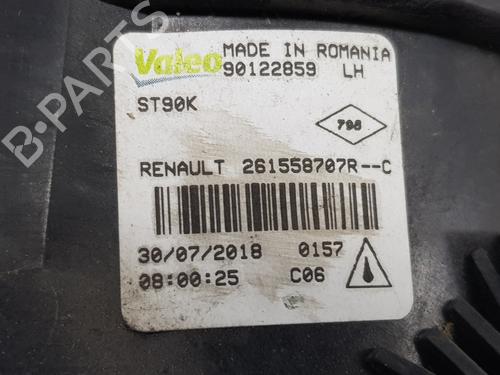 Valeo MADE IN ROMANIA
90122859 LH
ST90K
798
RENAULT 261558707R--C
30/07/2018 0157
08:00:25 C06
B-PARTS